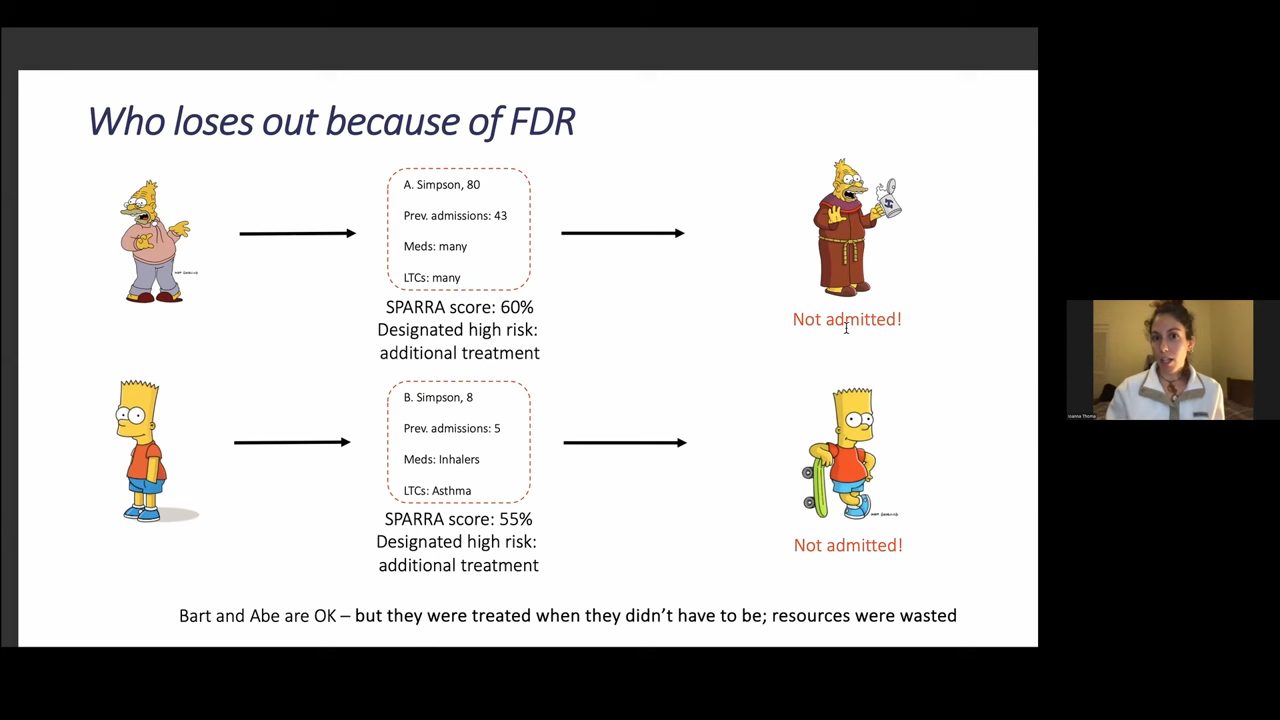 Who loses out because of FDR
A. Simpson, 80
Prev. admissions: 43
Meds: many
LTCs: many
SPARRA score: 60%
Designated high risk:
additional treatment
Not admitted!
B. Simpson, 8
Prev. admissions: 5
Meds: Inhalers
LTCs: Asthma
SPARRA score: 55%
Designated high risk:
additional treatment
Not admitted!
Bart and Abe are OK – but they were treated when they didn’t have to be; resources were wasted